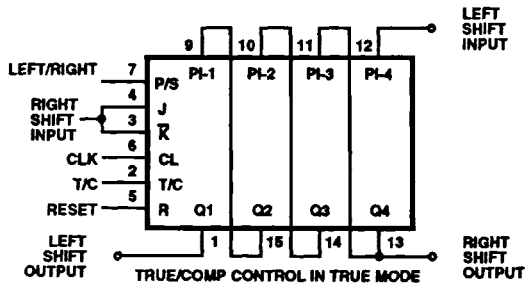 LEFT
SHIFT
INPUT
9 10 11 12
LEFT/RIGHT 7 P/S
PI-1 PI-2 PI-3 PI-4
RIGHT
SHIFT
INPUT
4 J
3 K̅
CLK 6 CL
T/C 2 T/C
RESET 5 R
Q1 Q2 Q3 Q4
1 15 14 13
LEFT
SHIFT
OUTPUT
RIGHT
SHIFT
OUTPUT
TRUE/COMP CONTROL IN TRUE MODE